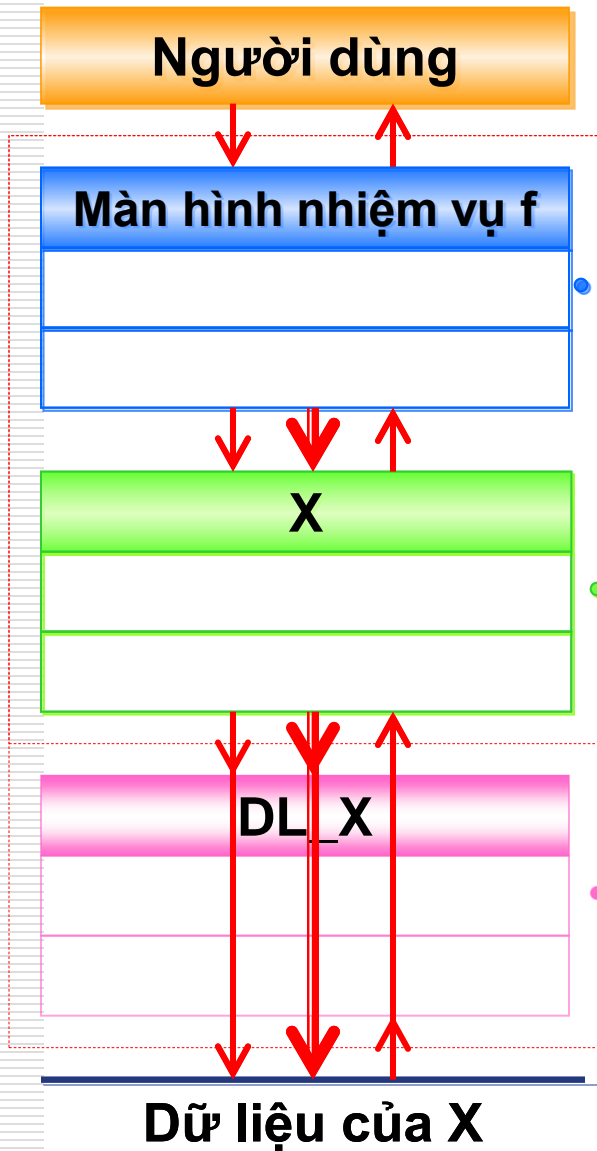 Người dùng
Màn hình nhiệm vụ f
X
DL_X
Dữ liệu của X